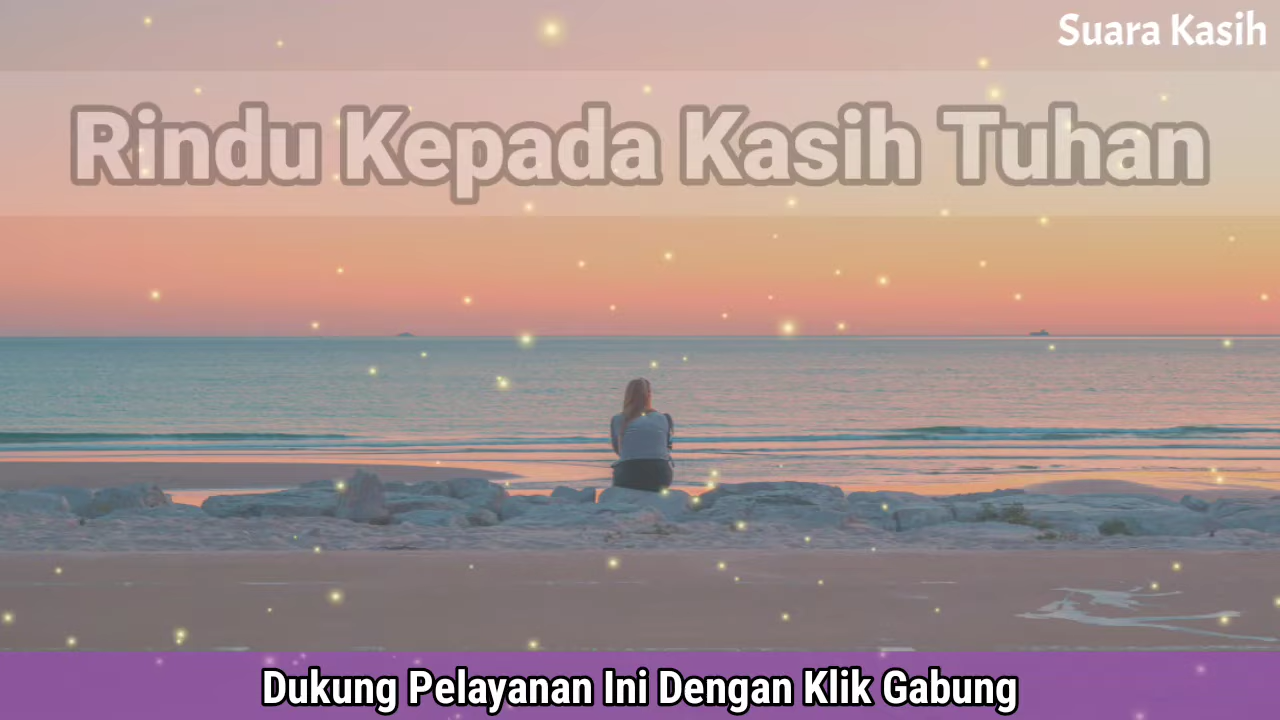 Suara Kasih
Rindu Kepada Kasih Tuhan
Dukung Pelayanan Ini Dengan Klik Gabung